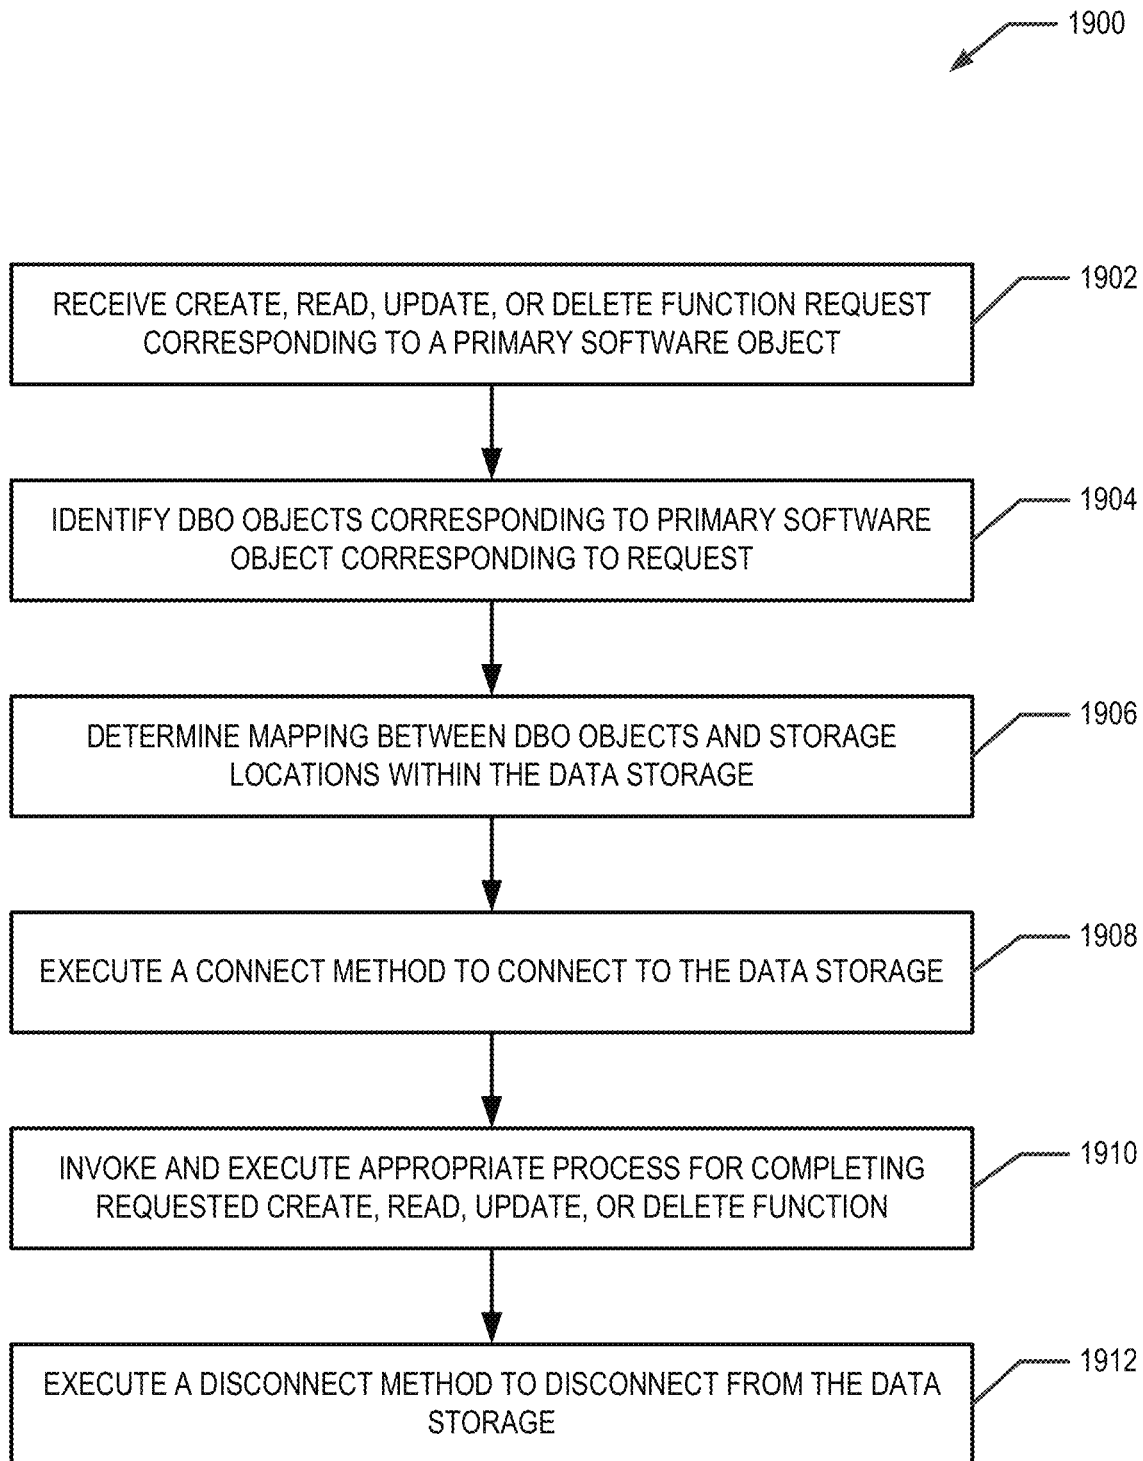 1900
RECEIVE CREATE, READ, UPDATE, OR DELETE FUNCTION REQUEST
CORRESPONDING TO A PRIMARY SOFTWARE OBJECT
1902
IDENTIFY DBO OBJECTS CORRESPONDING TO PRIMARY SOFTWARE
OBJECT CORRESPONDING TO REQUEST
1904
DETERMINE MAPPING BETWEEN DBO OBJECTS AND STORAGE
LOCATIONS WITHIN THE DATA STORAGE
1906
EXECUTE A CONNECT METHOD TO CONNECT TO THE DATA STORAGE
1908
INVOKE AND EXECUTE APPROPRIATE PROCESS FOR COMPLETING
REQUESTED CREATE, READ, UPDATE, OR DELETE FUNCTION
1910
EXECUTE A DISCONNECT METHOD TO DISCONNECT FROM THE DATA
STORAGE
1912